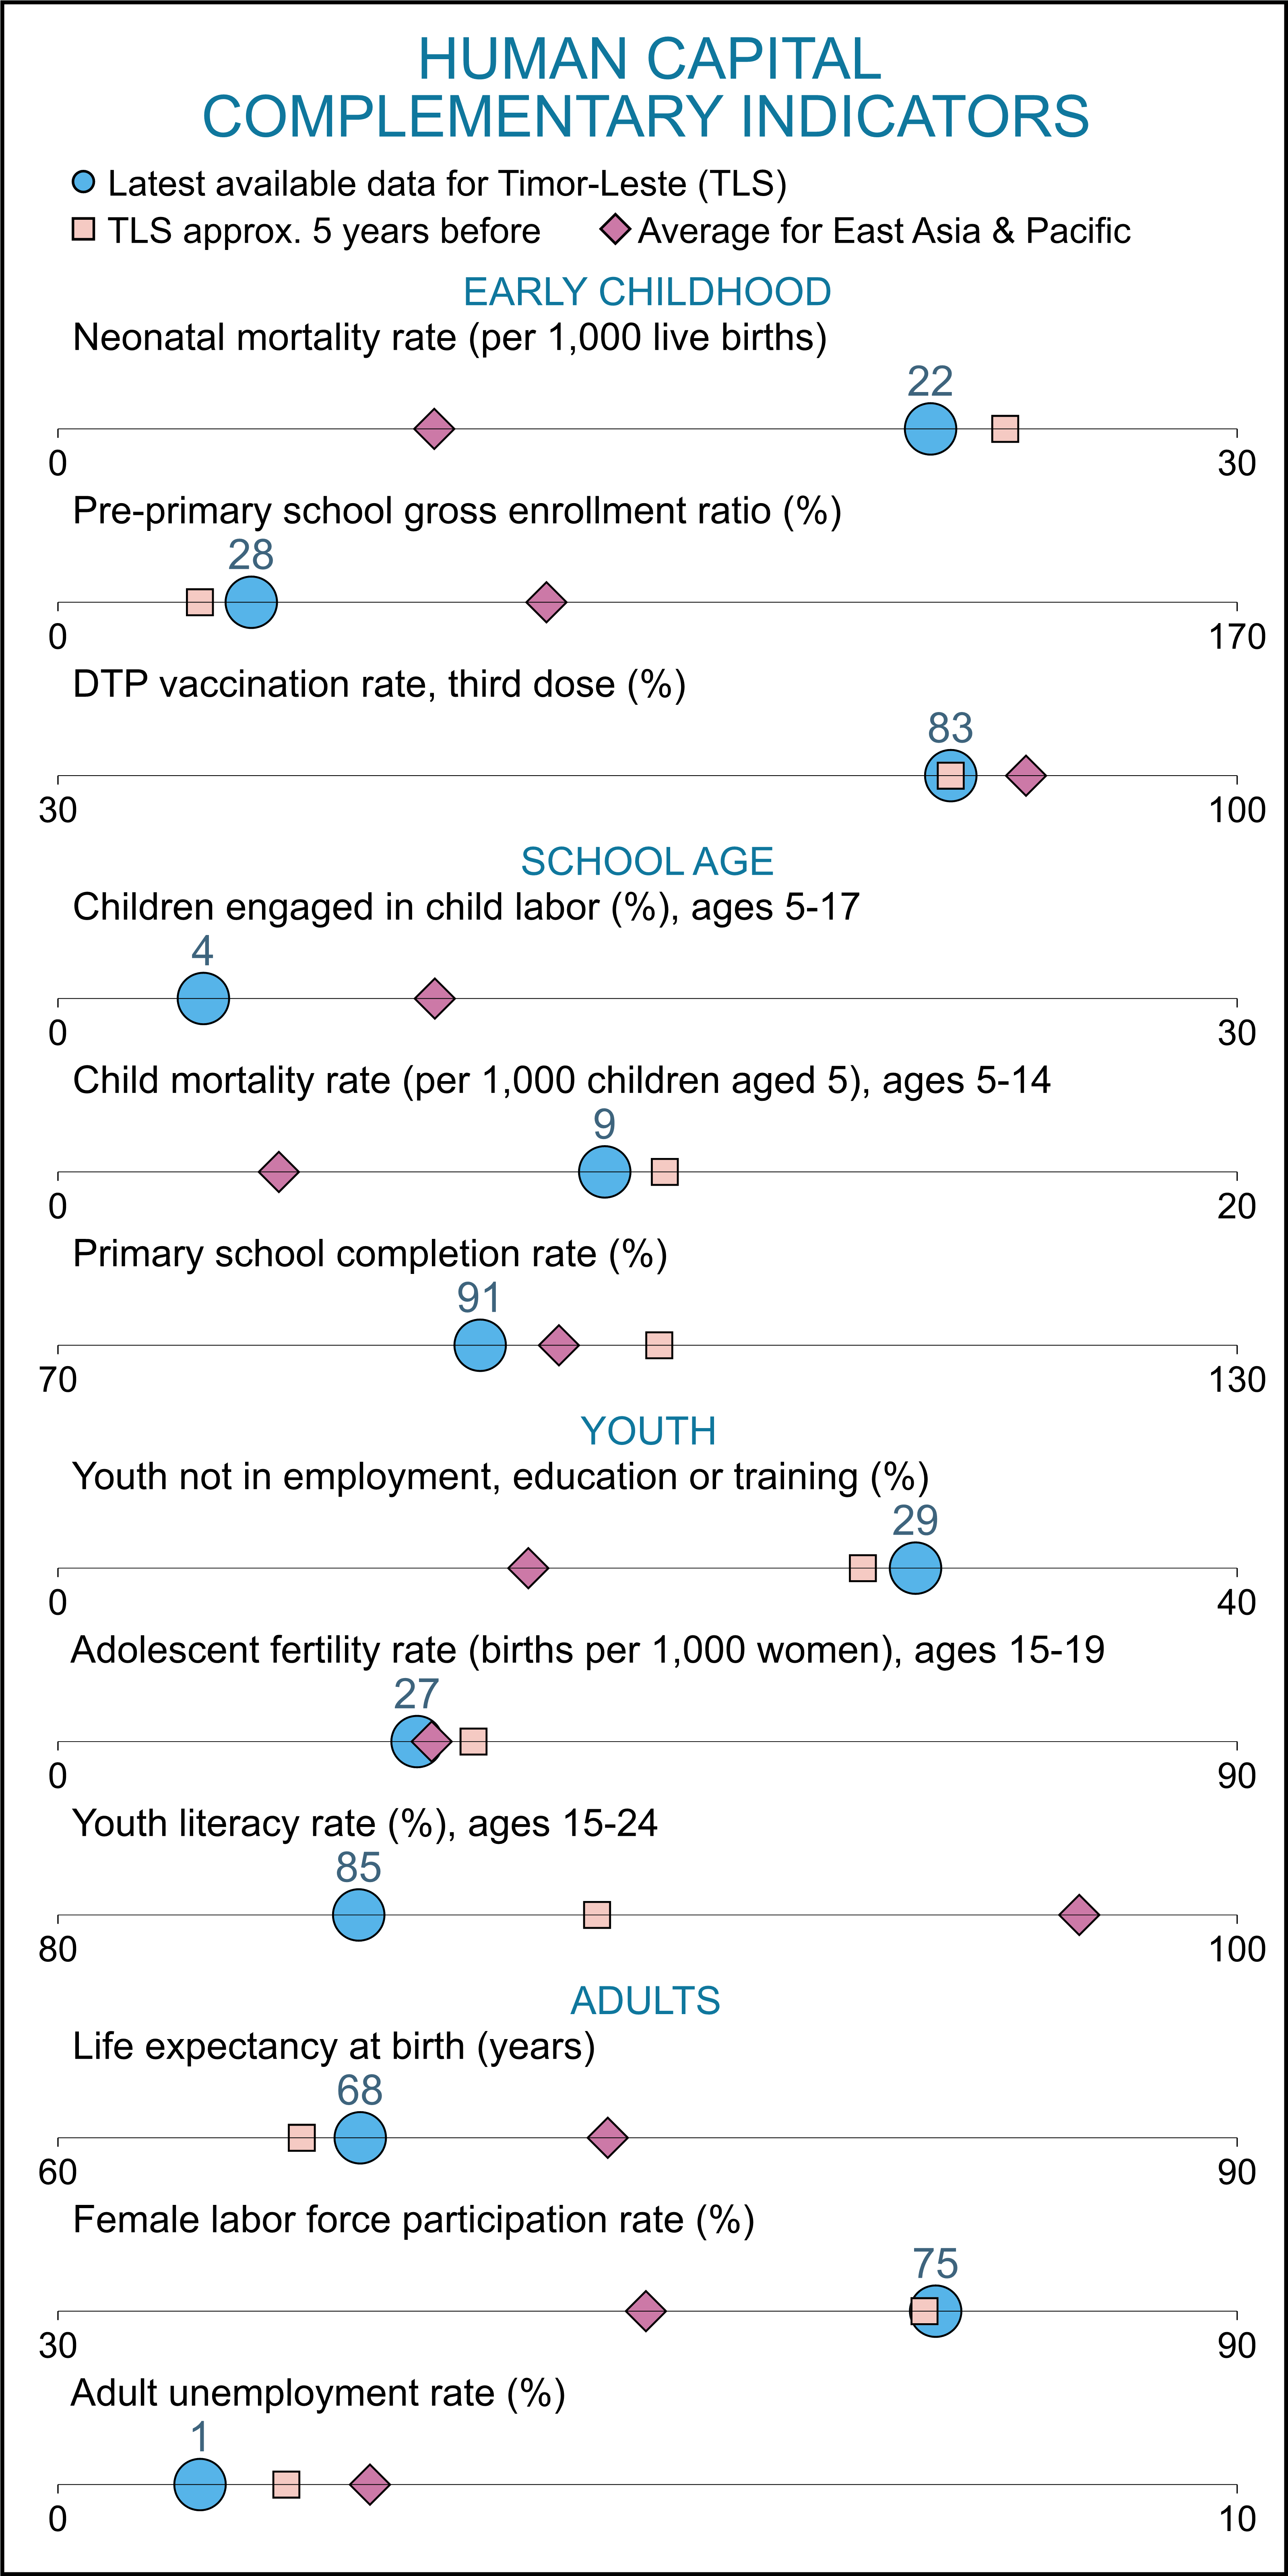 HUMAN CAPITAL
COMPLEMENTARY INDICATORS
Latest available data for Timor-Leste (TLS)
TLS approx. 5 years before Average for East Asia & Pacific
EARLY CHILDHOOD
Neonatal mortality rate (per 1,000 live births)
22
0 30
Pre-primary school gross enrollment ratio (%)
28
0 170
DTP vaccination rate, third dose (%)
83
30 100
SCHOOL AGE
Children engaged in child labor (%), ages 5-17
4
0 30
Child mortality rate (per 1,000 children aged 5), ages 5-14
9
0 20
Primary school completion rate (%)
91
70 130
YOUTH
Youth not in employment, education or training (%)
29
0 40
Adolescent fertility rate (births per 1,000 women), ages 15-19
27
0 90
Youth literacy rate (%), ages 15-24
85
80 100
ADULTS
Life expectancy at birth (years)
68
60 90
Female labor force participation rate (%)
75
30 90
Adult unemployment rate (%)
1
0 10